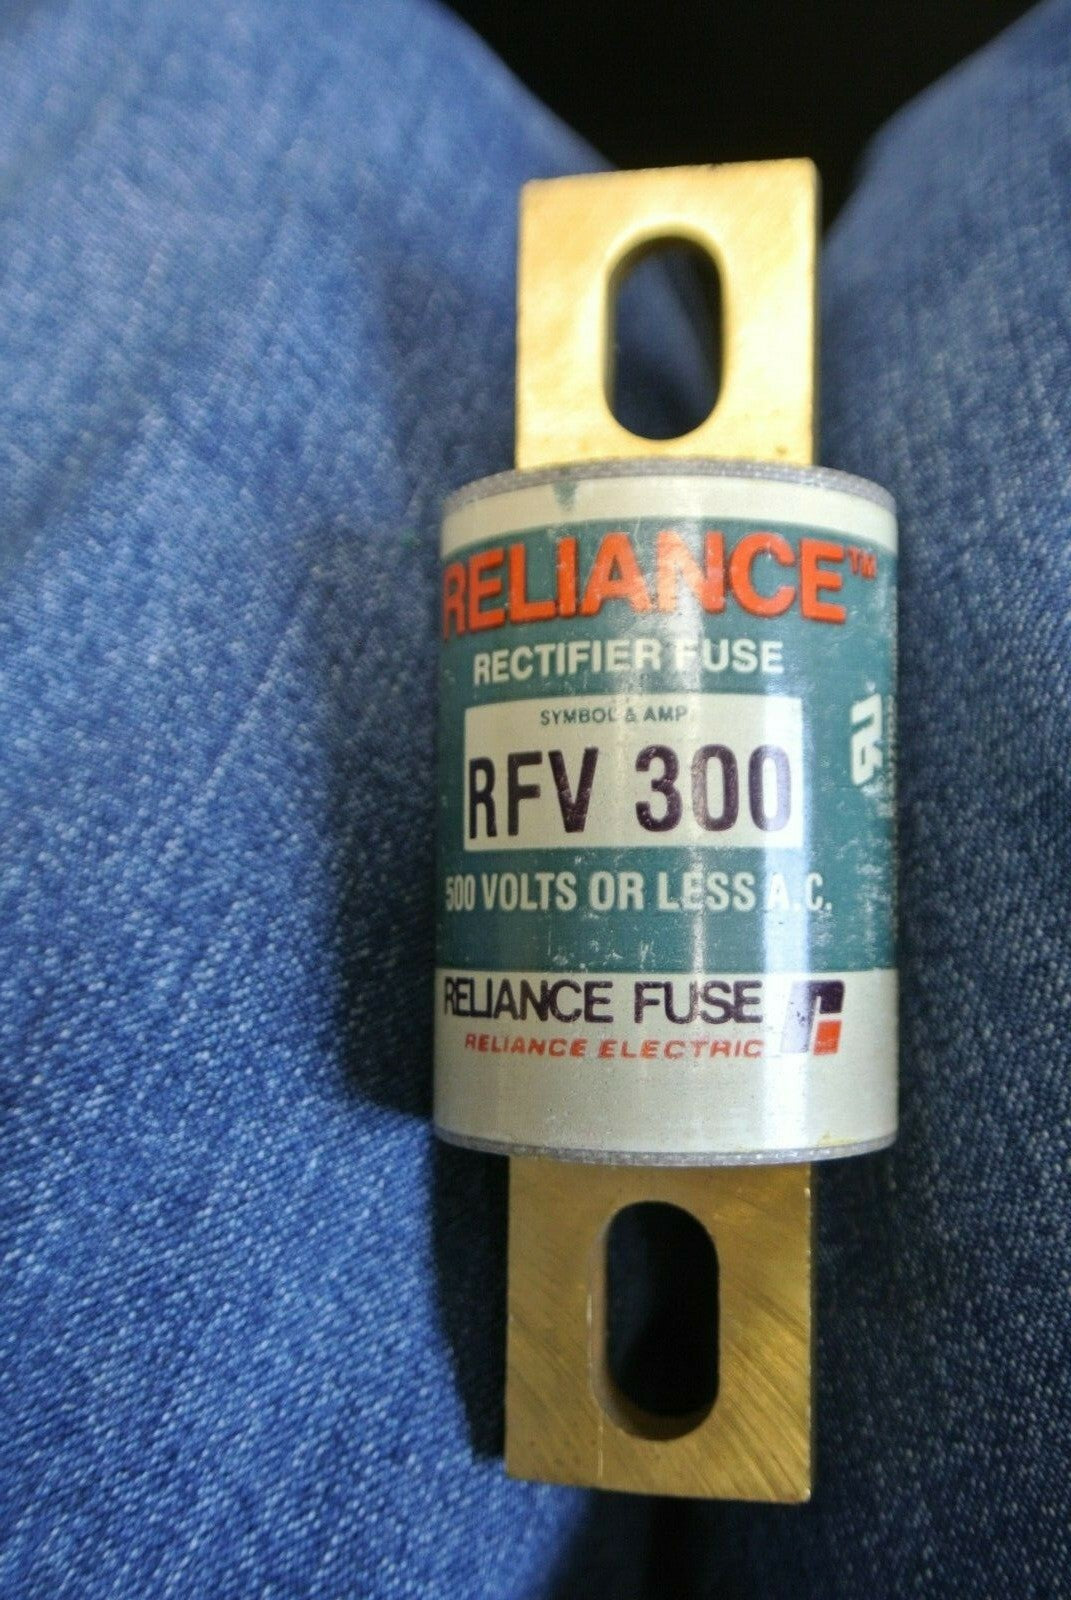 RELIANCE™
RECTIFIER FUSE
SYMBOL & AMP
RFV 300
500 VOLTS OR LESS A.C.
RELIANCE FUSE
RELIANCE ELECTRIC